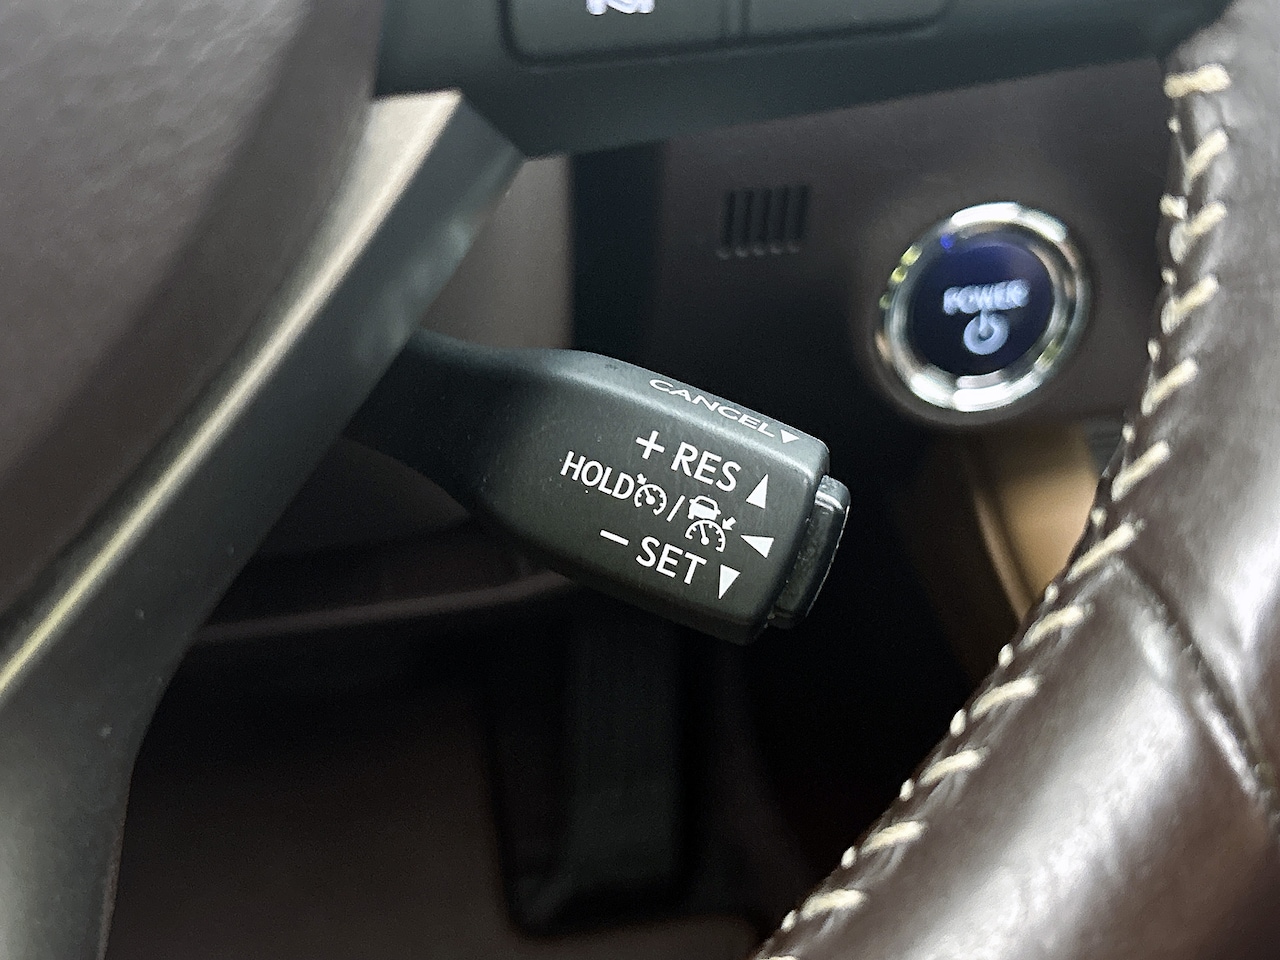 POWER
CANCEL▼
+ RES ▲
HOLD / ◀
− SET ▼